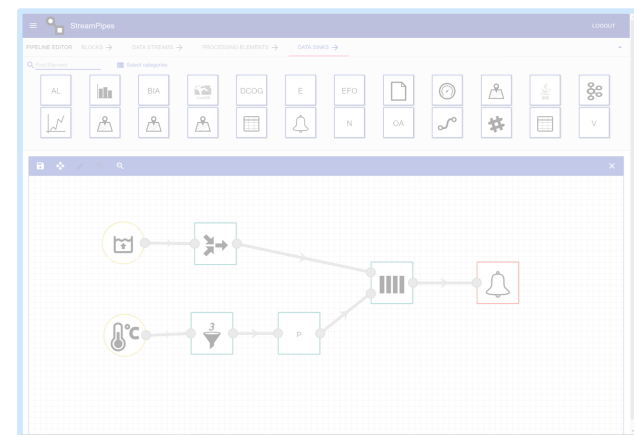 StreamPipes
LOGOUT
PIPELINE EDITOR BLOCKS → DATA STREAMS → PROCESSING ELEMENTS → DATA SINKS →
Find Element Select categories
AL BIA DCOG E EFO
N OA V
°C
3
P